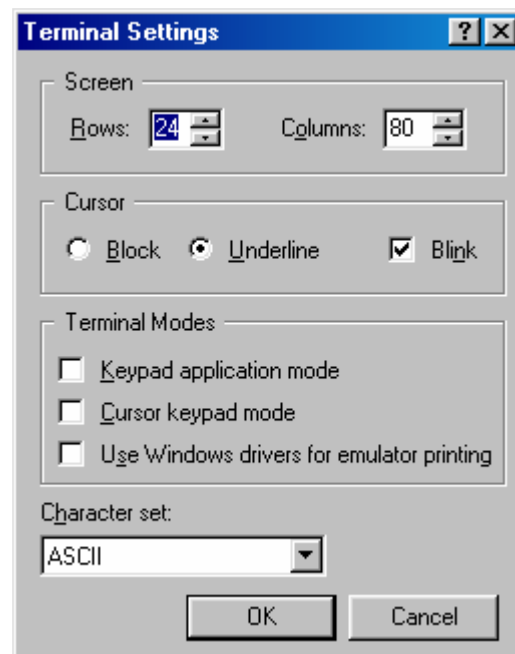 Terminal Settings
Screen
Rows: 24 Columns: 80
Cursor
Block Underline Blink
Terminal Modes
Keypad application mode
Cursor keypad mode
Use Windows drivers for emulator printing
Character set:
ASCII
OK Cancel